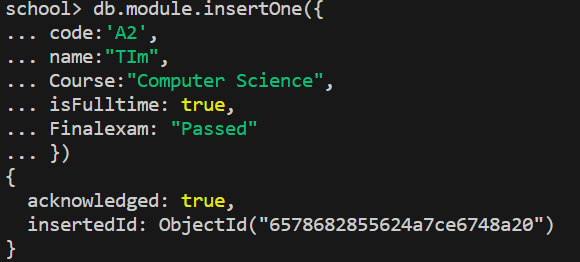 school> db.module.insertOne({
... code:'A2',
... name:"TIm",
... Course:"Computer Science",
... isFulltime: true,
... Finalexam: "Passed"
... })
{
  acknowledged: true,
  insertedId: ObjectId("6578682855624a7ce6748a20")
}